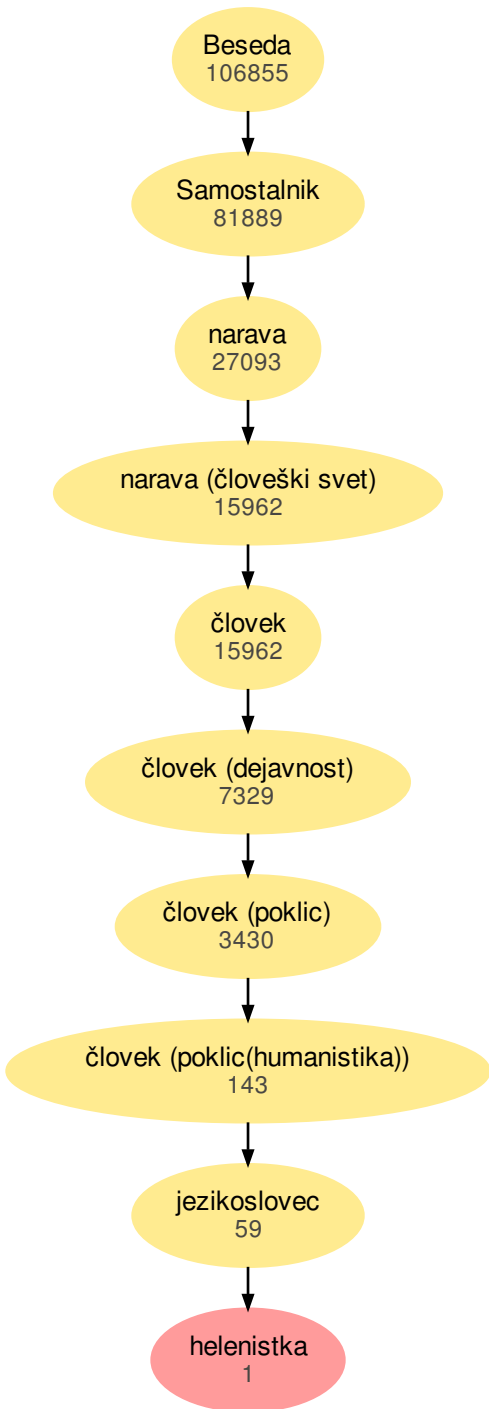 Beseda
106855
Samostalnik
81889
narava
27093
narava (človeški svet)
15962
človek
15962
človek (dejavnost)
7329
človek (poklic)
3430
človek (poklic(humanistika))
143
jezikoslovec
59
helenistka
1